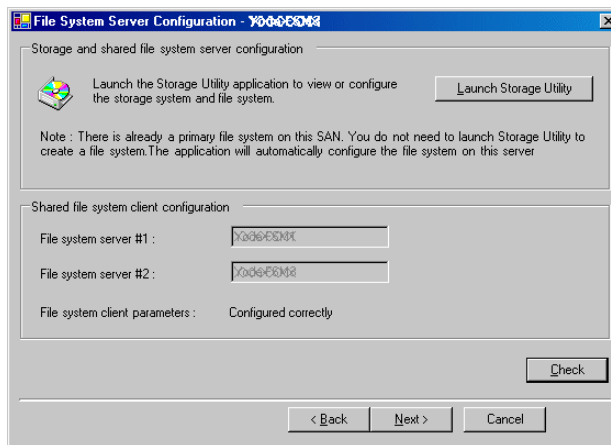 File System Server Configuration -
Storage and shared file system server configuration
Launch the Storage Utility application to view or configure
the storage system and file system.
Launch Storage Utility
Note : There is already a primary file system on this SAN. You do not need to launch Storage Utility to
create a file system.The application will automatically configure the file system on this server
Shared file system client configuration
File system server #1 :
File system server #2 :
File system client parameters : Configured correctly
Check
< Back
Next >
Cancel